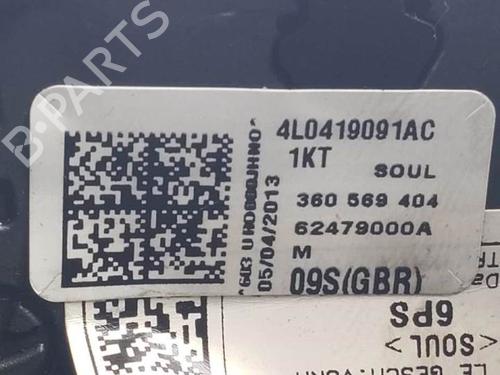 4L0419091AC
1KT SOUL
360 569 404
62479000A
M
09S(GBR)
05/04/2013
6PS
>SOUL<
B-PARTS